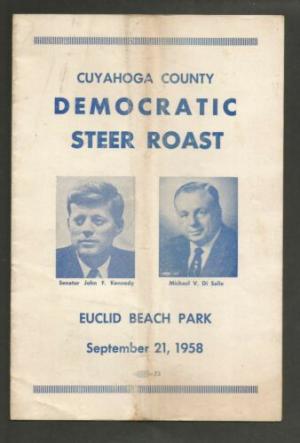 CUYAHOGA COUNTY
DEMOCRATIC
STEER ROAST
Senator John F. Kennedy
Michael V. Di Salle
EUCLID BEACH PARK
September 21, 1958